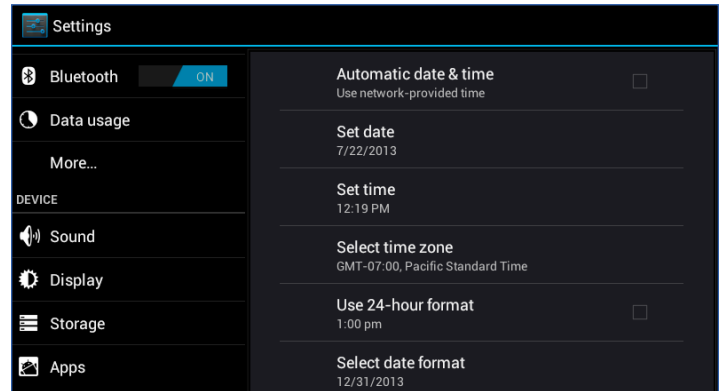 Settings
Bluetooth ON
Data usage
More...
DEVICE
Sound
Display
Storage
Apps
Automatic date & time
Use network-provided time
Set date
7/22/2013
Set time
12:19 PM
Select time zone
GMT-07:00, Pacific Standard Time
Use 24-hour format
1:00 pm
Select date format
12/31/2013